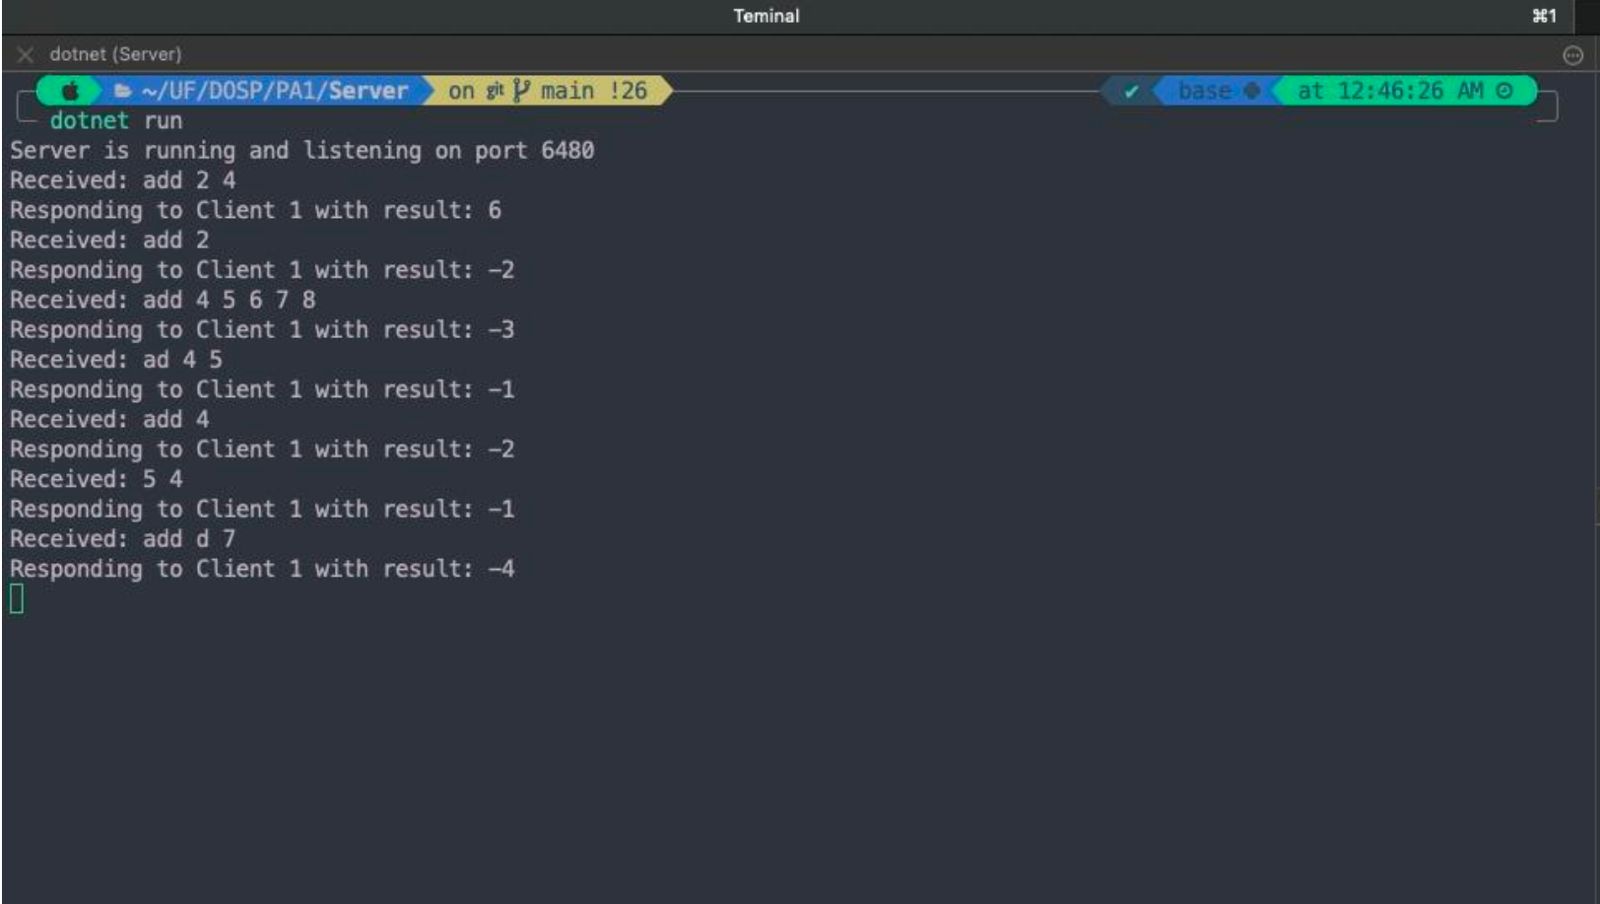 Teminal
⌘1
dotnet (Server)
~/UF/DOSP/PA1/Server on git main !26 ✔ base at 12:46:26 AM
dotnet run
Server is running and listening on port 6480
Received: add 2 4
Responding to Client 1 with result: 6
Received: add 2
Responding to Client 1 with result: -2
Received: add 4 5 6 7 8
Responding to Client 1 with result: -3
Received: ad 4 5
Responding to Client 1 with result: -1
Received: add 4
Responding to Client 1 with result: -2
Received: 5 4
Responding to Client 1 with result: -1
Received: add d 7
Responding to Client 1 with result: -4